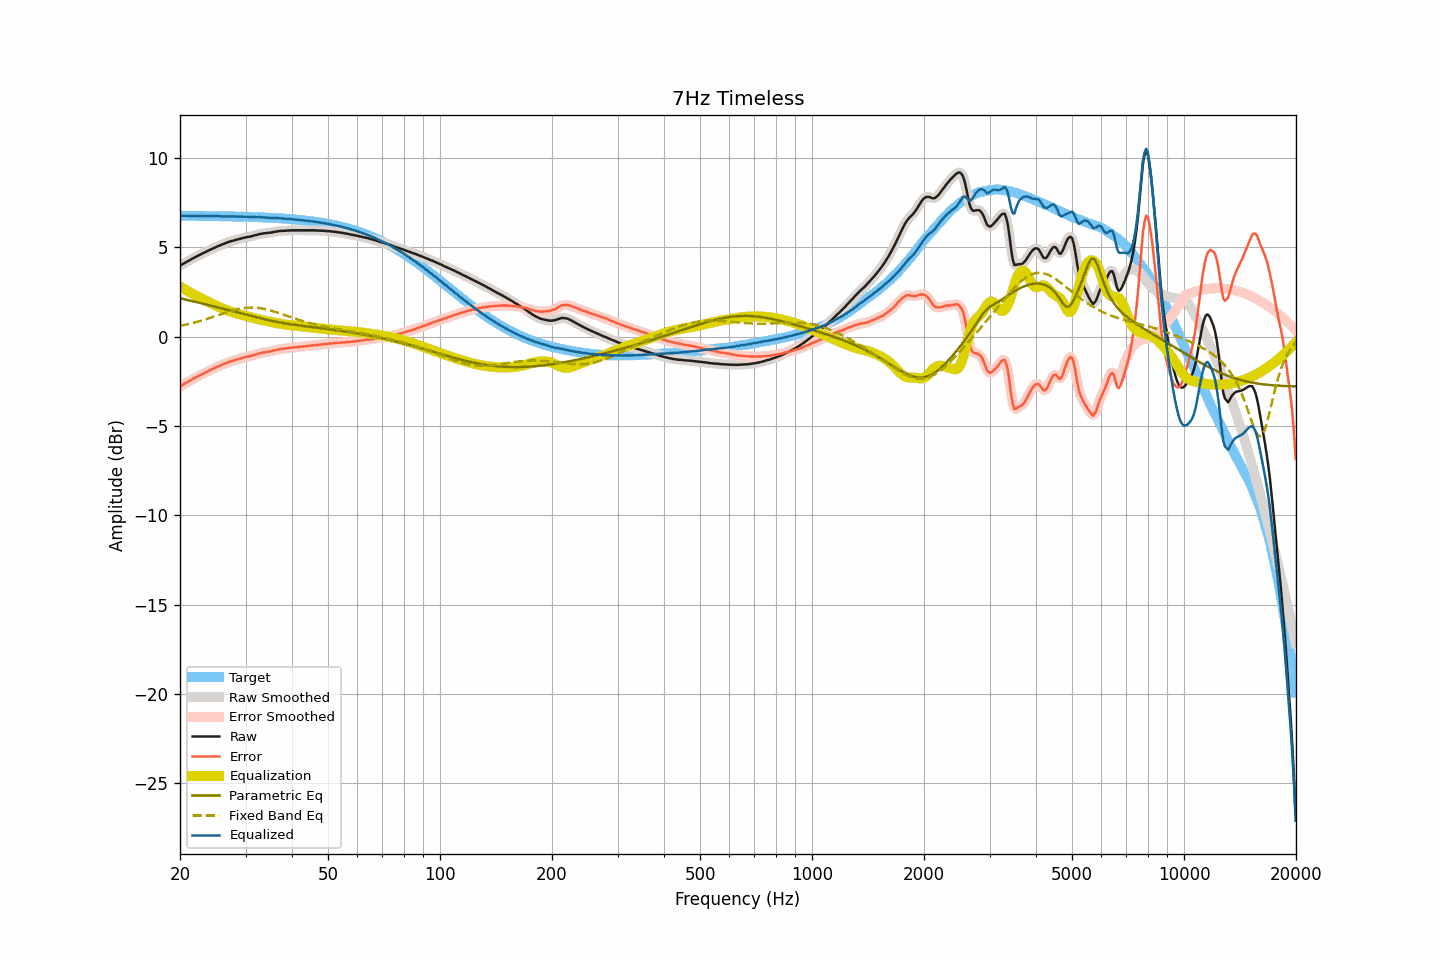 7Hz Timeless
10
5
0
−5
−10
−15
−20
−25
Amplitude (dBr)
Target
Raw Smoothed
Error Smoothed
Raw
Error
Equalization
Parametric Eq
Fixed Band Eq
Equalized
20 50 100 200 500 1000 2000 5000 10000 20000
Frequency (Hz)